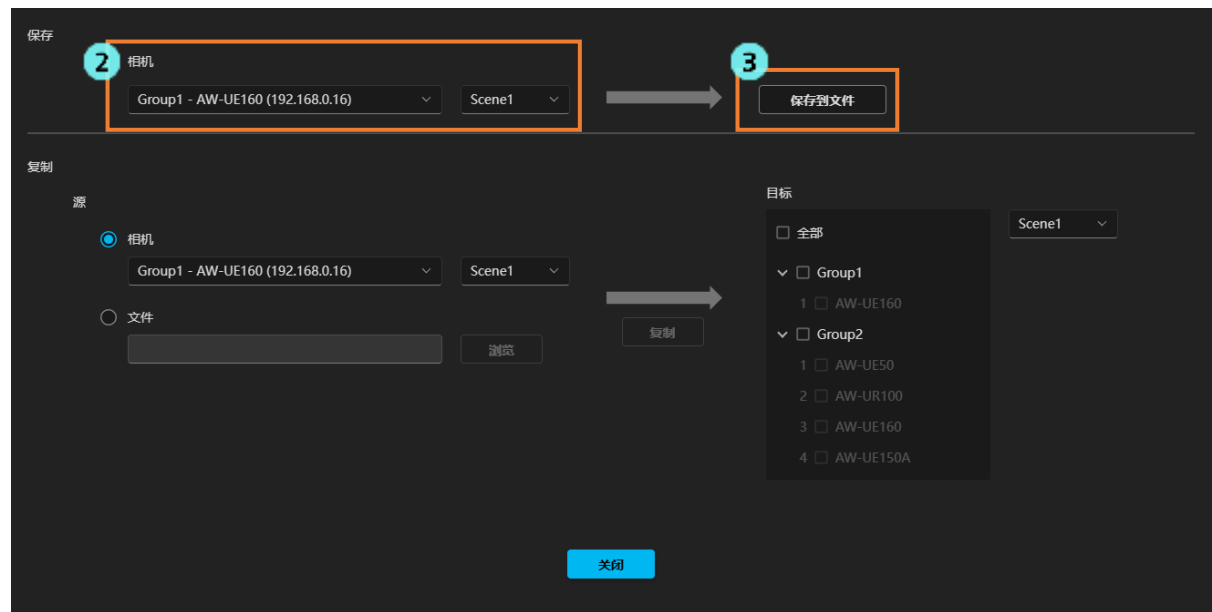 保存
2 相机 3
Group1 - AW-UE160 (192.168.0.16) Scene1 保存到文件
复制
源 目标
相机 全部 Scene1
Group1 - AW-UE160 (192.168.0.16) Scene1 Group1
1 AW-UE160
文件 Group2
浏览 复制
1 AW-UE50
2 AW-UR100
3 AW-UE160
4 AW-UE150A
关闭